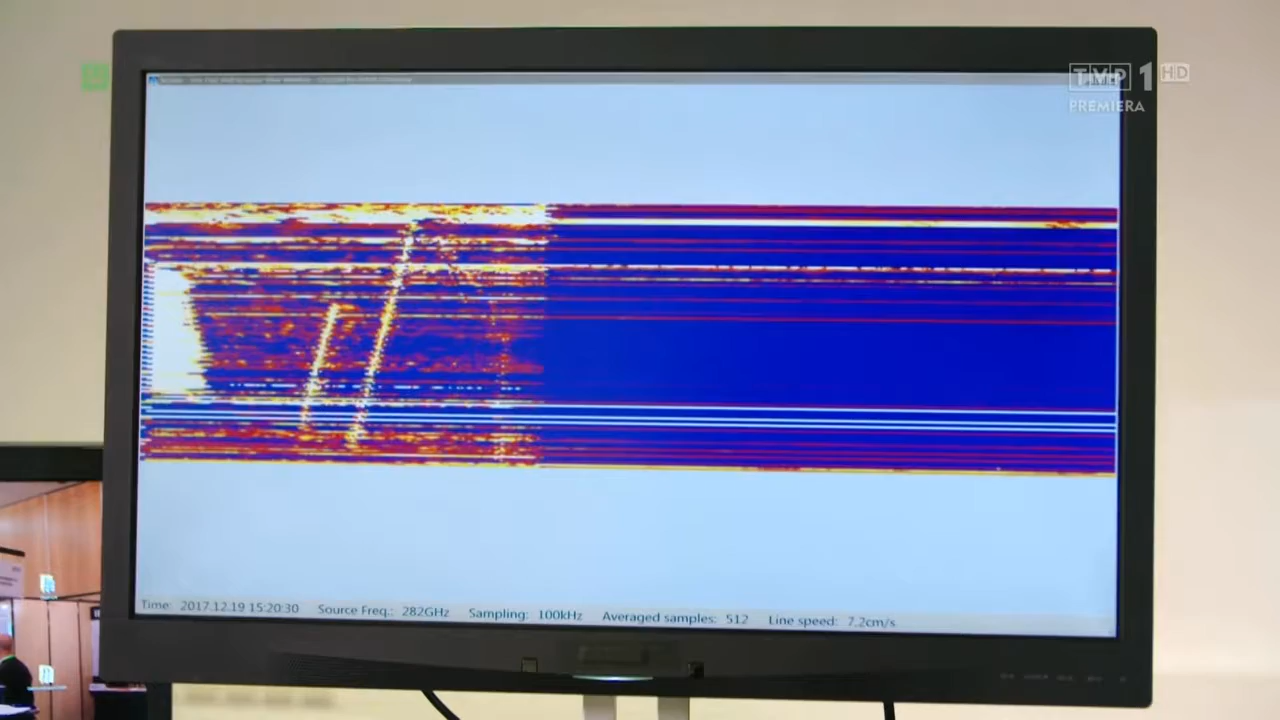 TVP 1 HD
PREMIERA
Time: 2017.12.19 15:20:30 Source Freq.: 282GHz Sampling: 100kHz Averaged samples: 512 Line speed: 7.2cm/s